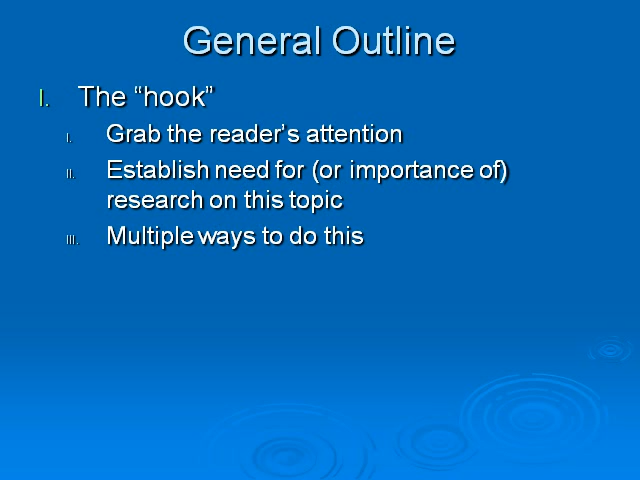 General Outline
I. The “hook”
I. Grab the reader’s attention
II. Establish need for (or importance of)
research on this topic
III. Multiple ways to do this